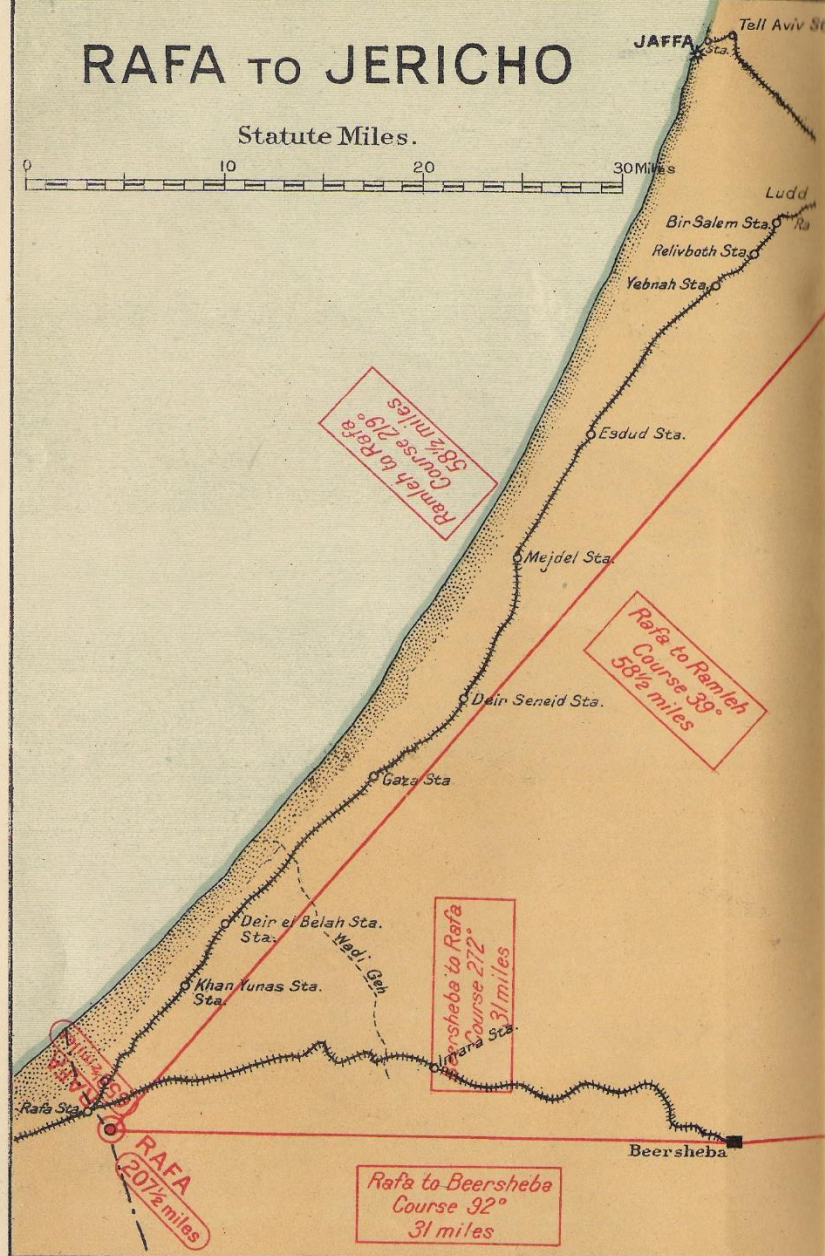 RAFA TO JERICHO
Statute Miles.
0 10 20 30 Miles
JAFFA
Sta.
Tell Aviv
Ludd
Bir Salem Sta.
Relivboth Sta.
Yebnah Sta.
Ramleh to Rafa
Course 219°
58½ miles
Esdud Sta.
Mejdel Sta.
Rafa to Ramleh
Course 39°
58½ miles
Deir Seneid Sta.
Gaza Sta
Deir el Belah Sta.
Sta.
Wadi Geh
Khan Yunas Sta.
Sta.
Beersheba to Rafa
Course 272°
31 miles
Imara Sta.
RAFA
Rafa Sta.
RAFA
207½ miles
Beersheba
Rafa to Beersheba
Course 92°
31 miles